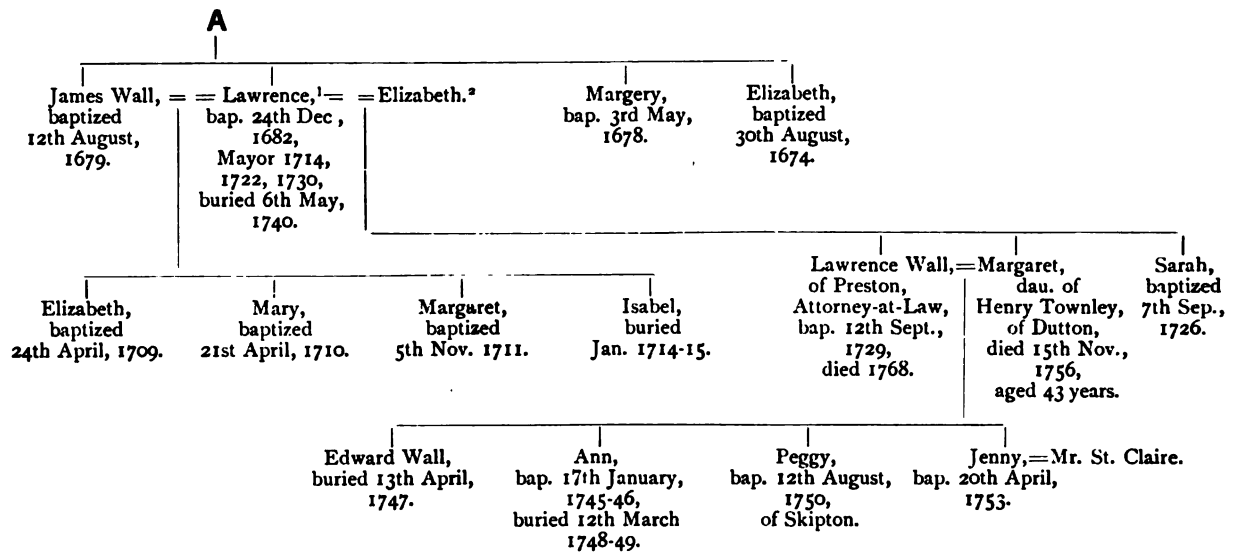 A
James Wall, = = Lawrence,¹ = = Elizabeth.²
baptized
12th August,
1679.
bap. 24th Dec,
1682,
Mayor 1714,
1722, 1730,
buried 6th May,
1740.
Margery,
bap. 3rd May,
1678.
Elizabeth,
baptized
30th August,
1674.
Elizabeth,
baptized
24th April, 1709.
Mary,
baptized
21st April, 1710.
Margaret,
baptized
5th Nov. 1711.
Isabel,
buried
Jan. 1714-15.
Lawrence Wall, = Margaret,
of Preston,
Attorney-at-Law,
bap. 12th Sept.,
1729,
died 1768.
dau. of
Henry Townley,
of Dutton,
died 15th Nov.,
1756,
aged 43 years.
Sarah,
baptized
7th Sep.,
1726.
Edward Wall,
buried 13th April,
1747.
Ann,
bap. 17th January,
1745-46,
buried 12th March
1748-49.
Peggy,
bap. 12th August,
1750,
of Skipton.
Jenny, = Mr. St. Claire.
bap. 20th April,
1753.